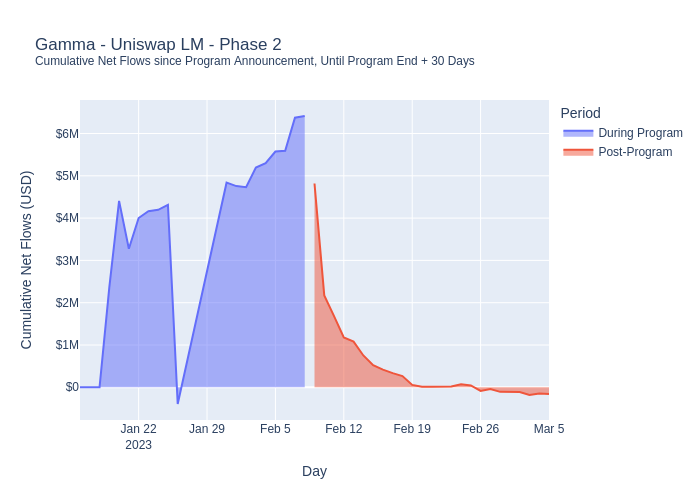 Gamma - Uniswap LM - Phase 2
Cumulative Net Flows since Program Announcement, Until Program End + 30 Days
Period
During Program
Post-Program
Cumulative Net Flows (USD)
$6M
$5M
$4M
$3M
$2M
$1M
$0
Jan 22
2023
Jan 29
Feb 5
Feb 12
Feb 19
Feb 26
Mar 5
Day